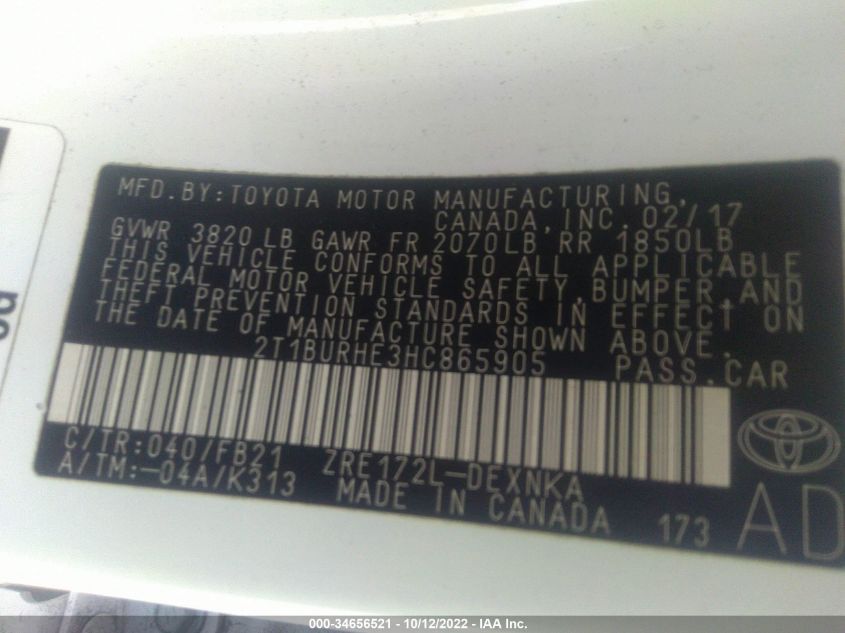 MFD.BY:TOYOTA MOTOR MANUFACTURING,
CANADA,INC. 02/17
GVWR 3820 LB GAWR FR 2070LB RR 1850LB
THIS VEHICLE CONFORMS TO ALL APPLICABLE
FEDERAL MOTOR VEHICLE SAFETY,BUMPER,AND
THEFT PREVENTION STANDARDS IN EFFECT ON
THE DATE OF MANUFACTURE SHOWN ABOVE.
2T1BURHE3HC865905 PASS.CAR
C/TR:040/FB21 ZRE172L-DEXNKA
A/TM:-04A/K313 MADE IN CANADA 173 AD
000-34656521 - 10/12/2022 - IAA Inc.